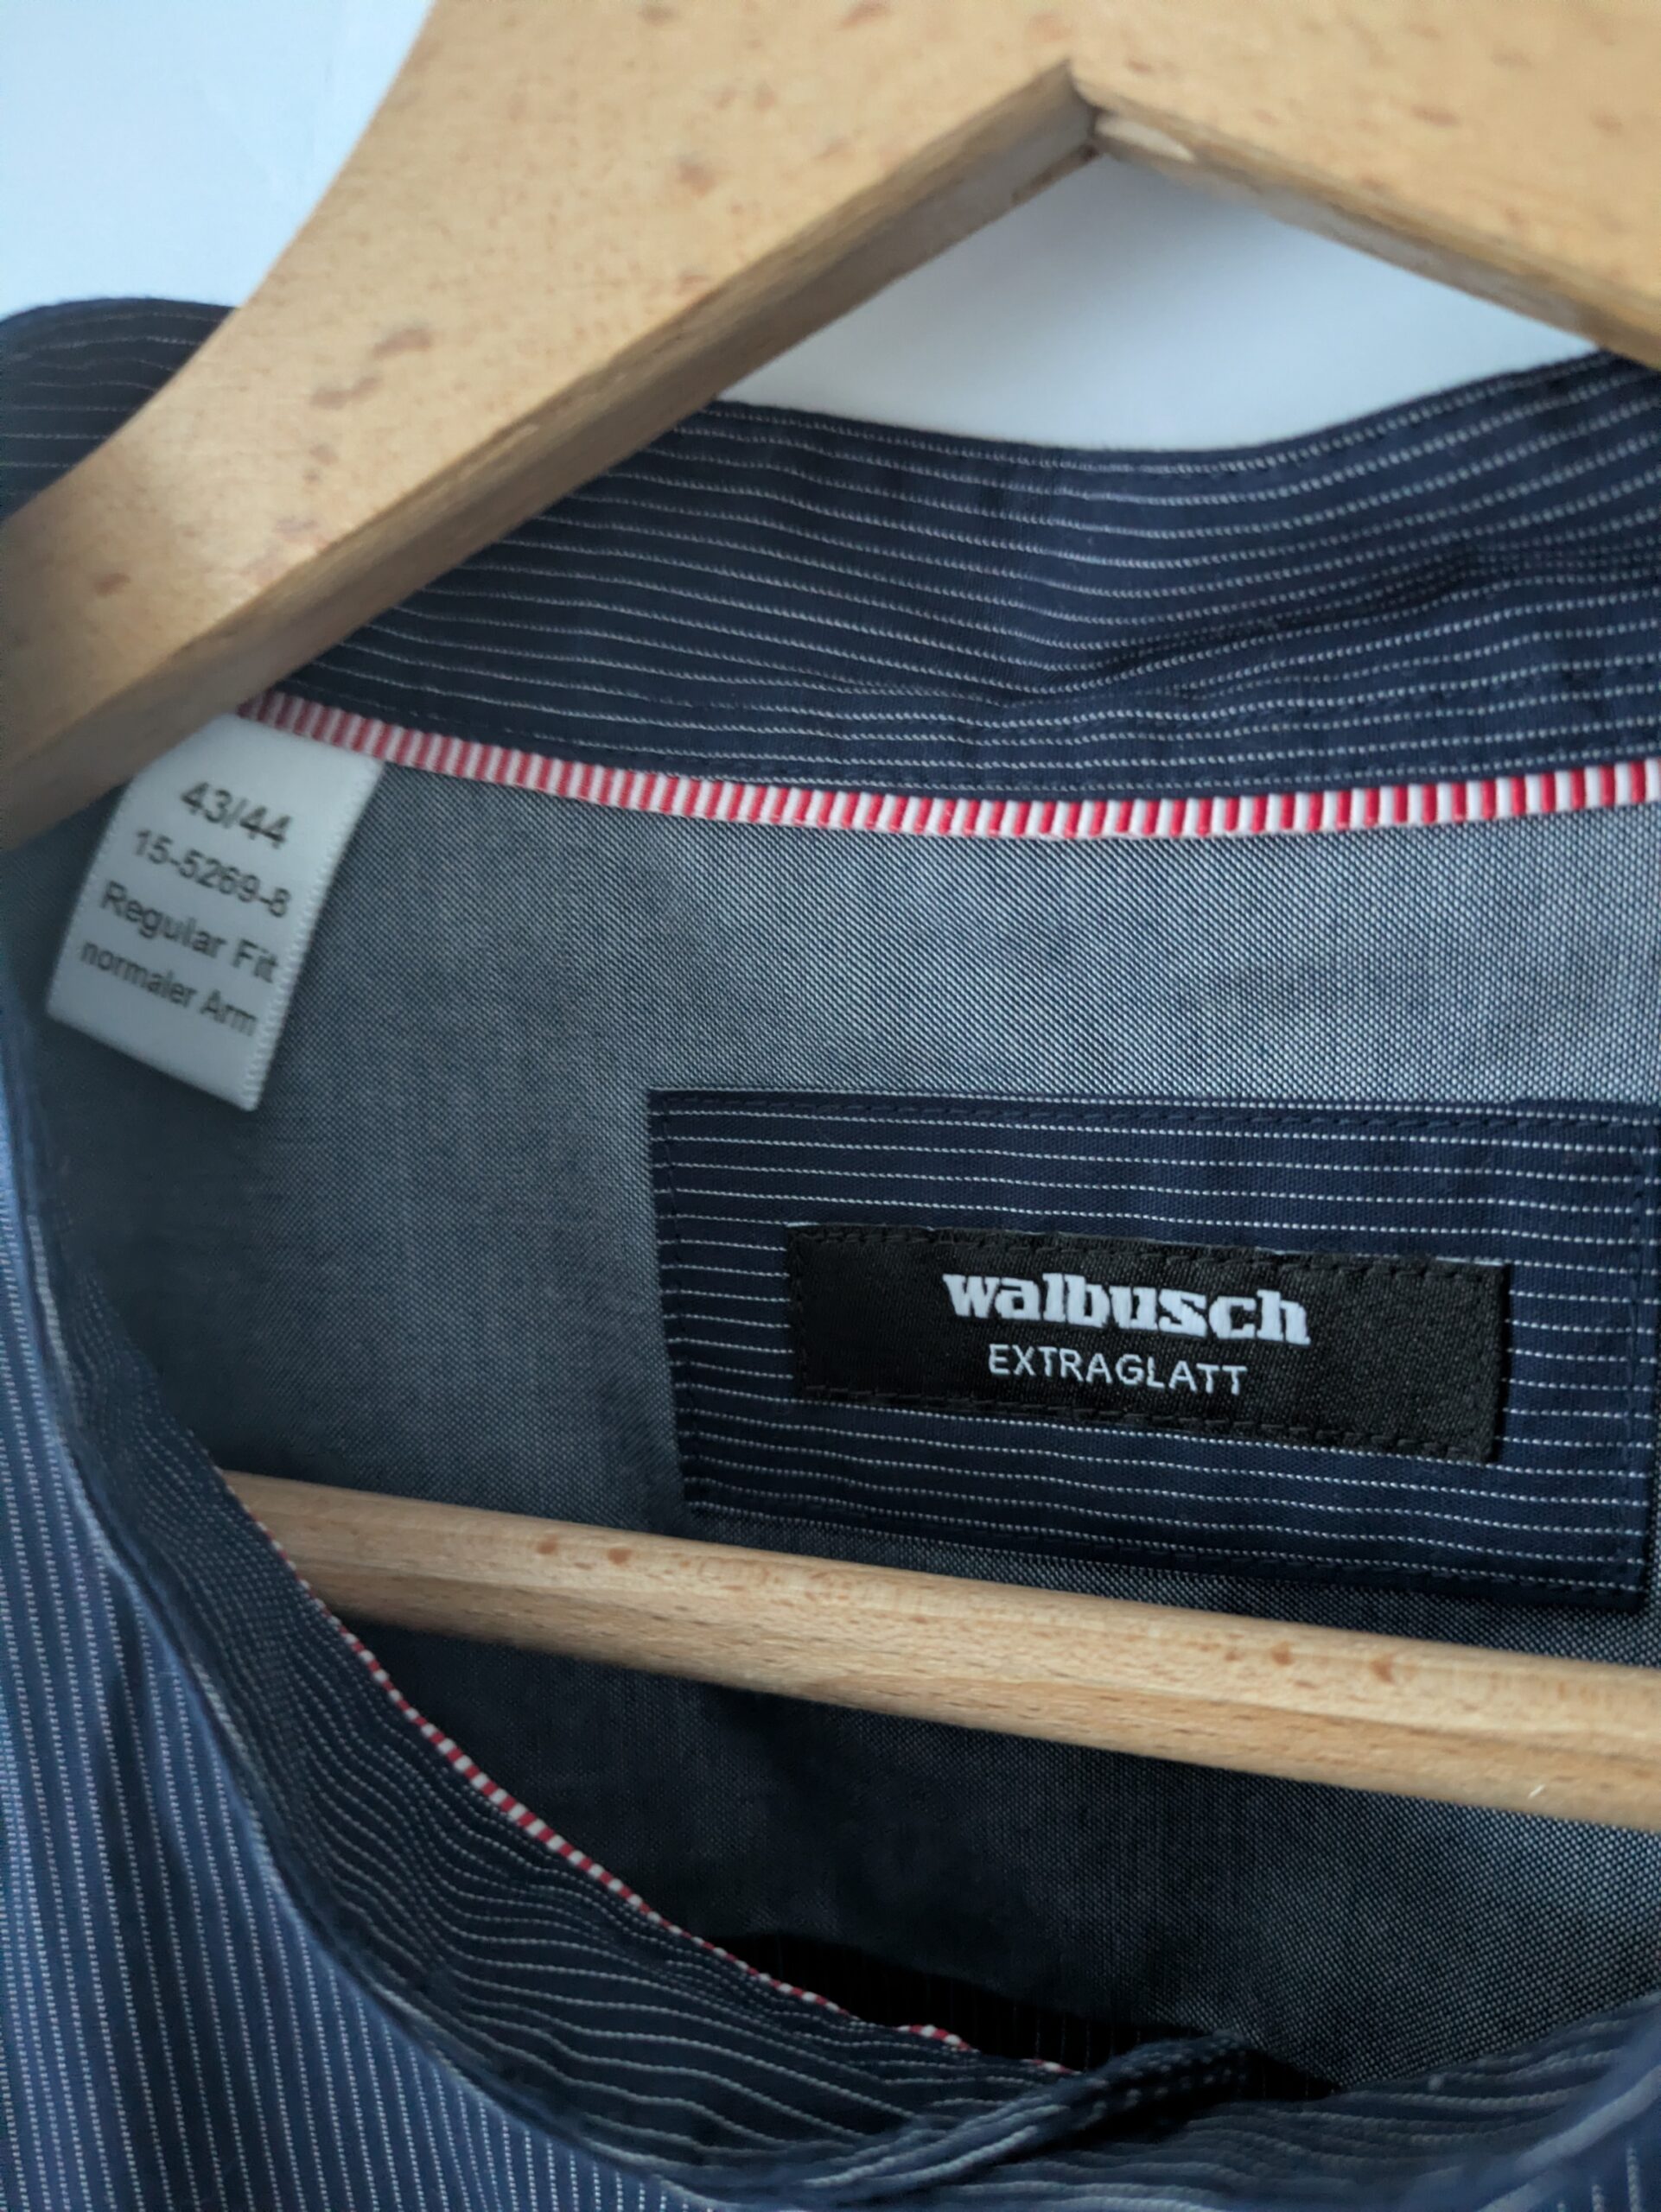 43/44
15-5269-8
Regular Fit
normaler Arm
walbusch
EXTRAGLATT